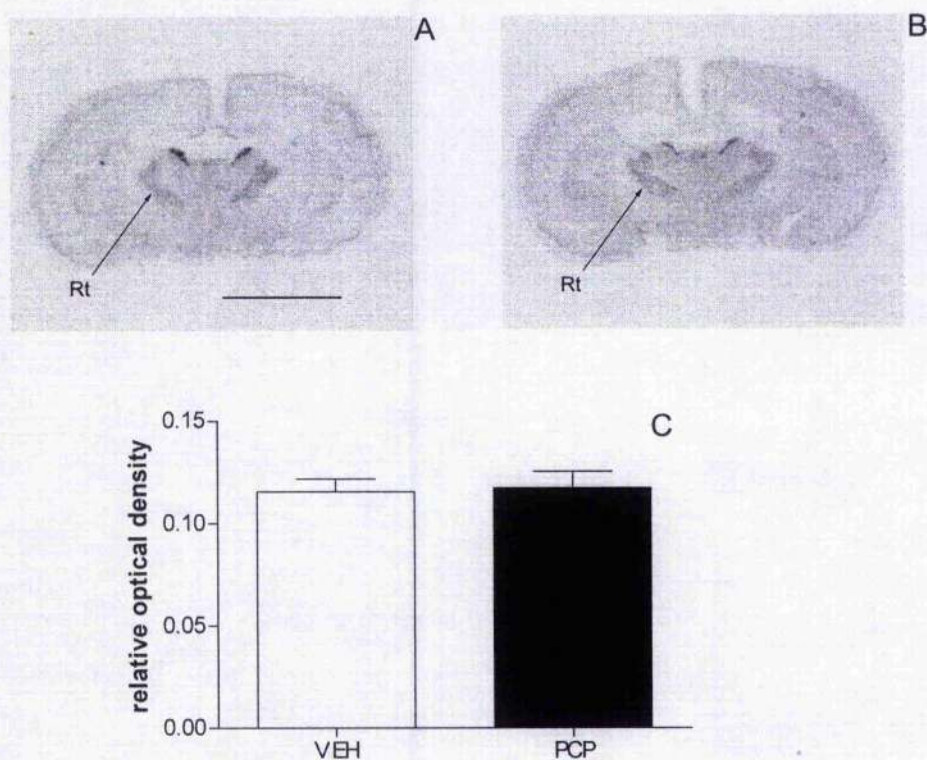 A
B
Rt
Rt
C
relative optical density
0.15
0.10
0.05
0.00
VEH
PCP